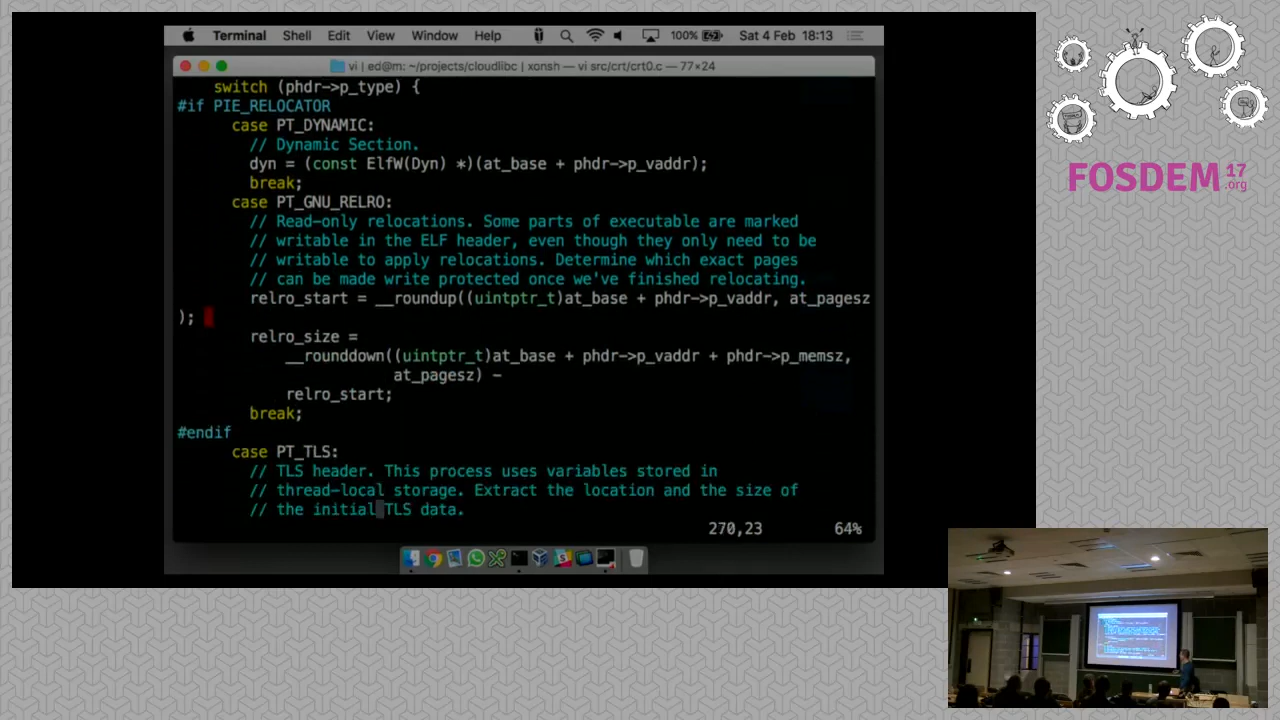 Terminal Shell Edit View Window Help 100% Sat 4 Feb 18:13
vi | ed@m: ~/projects/cloudlibc | xonsh — vi src/crt/crt0.c — 77×24
switch (phdr->p_type) {
#if PIE_RELOCATOR
case PT_DYNAMIC:
// Dynamic Section.
dyn = (const ElfW(Dyn) *)(at_base + phdr->p_vaddr);
break;
case PT_GNU_RELRO:
// Read-only relocations. Some parts of executable are marked
// writable in the ELF header, even though they only need to be
// writable to apply relocations. Determine which exact pages
// can be made write protected once we've finished relocating.
relro_start = __roundup((uintptr_t)at_base + phdr->p_vaddr, at_pagesz
);
relro_size =
__rounddown((uintptr_t)at_base + phdr->p_vaddr + phdr->p_memsz,
at_pagesz) -
relro_start;
break;
#endif
case PT_TLS:
// TLS header. This process uses variables stored in
// thread-local storage. Extract the location and the size of
// the initial TLS data.
270,23 64%
FOSDEM 17
.org